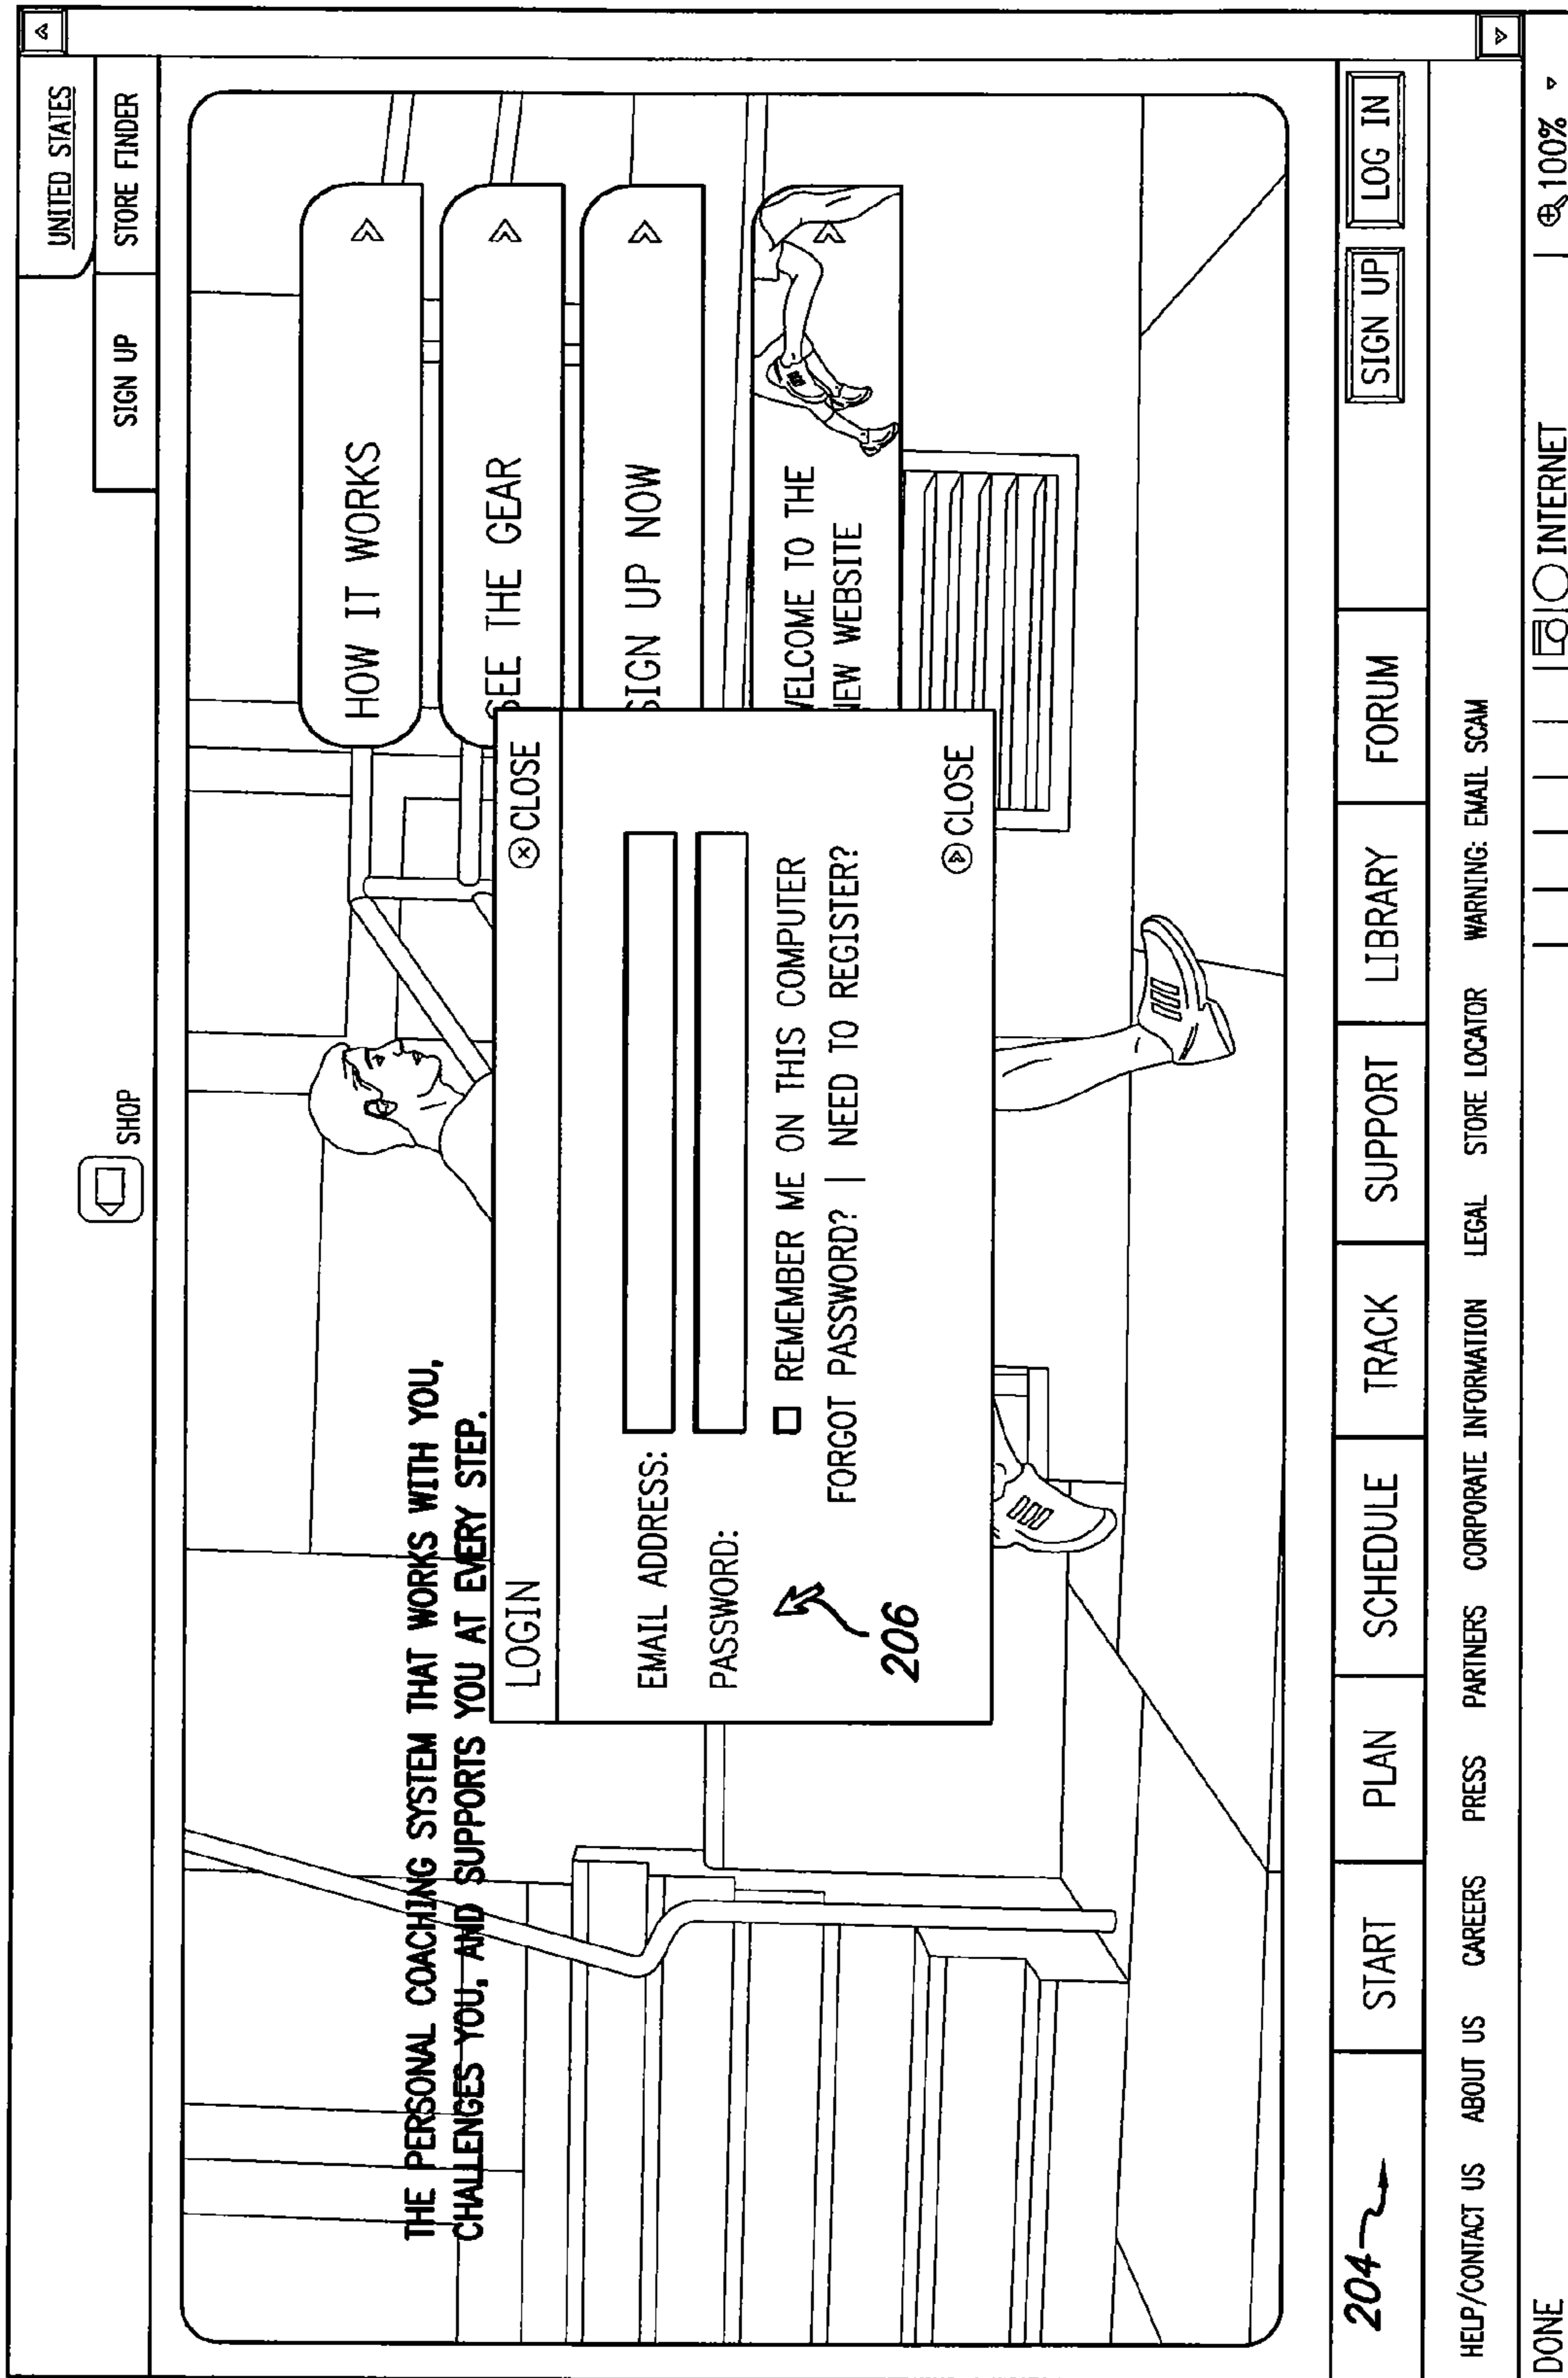 UNITED STATES
SHOP
SIGN UP
STORE FINDER
THE PERSONAL COACHING SYSTEM THAT WORKS WITH YOU,
CHALLENGES YOU, AND SUPPORTS YOU AT EVERY STEP.
HOW IT WORKS
SEE THE GEAR
SIGN UP NOW
WELCOME TO THE
NEW WEBSITE
LOGIN
CLOSE
EMAIL ADDRESS:
PASSWORD:
REMEMBER ME ON THIS COMPUTER
FORGOT PASSWORD? | NEED TO REGISTER?
CLOSE
206
204
START
PLAN
SCHEDULE
TRACK
SUPPORT
LIBRARY
FORUM
SIGN UP
LOG IN
HELP/CONTACT US ABOUT US CAREERS PRESS PARTNERS CORPORATE INFORMATION LEGAL STORE LOCATOR WARNING: EMAIL SCAM
DONE
INTERNET
100%